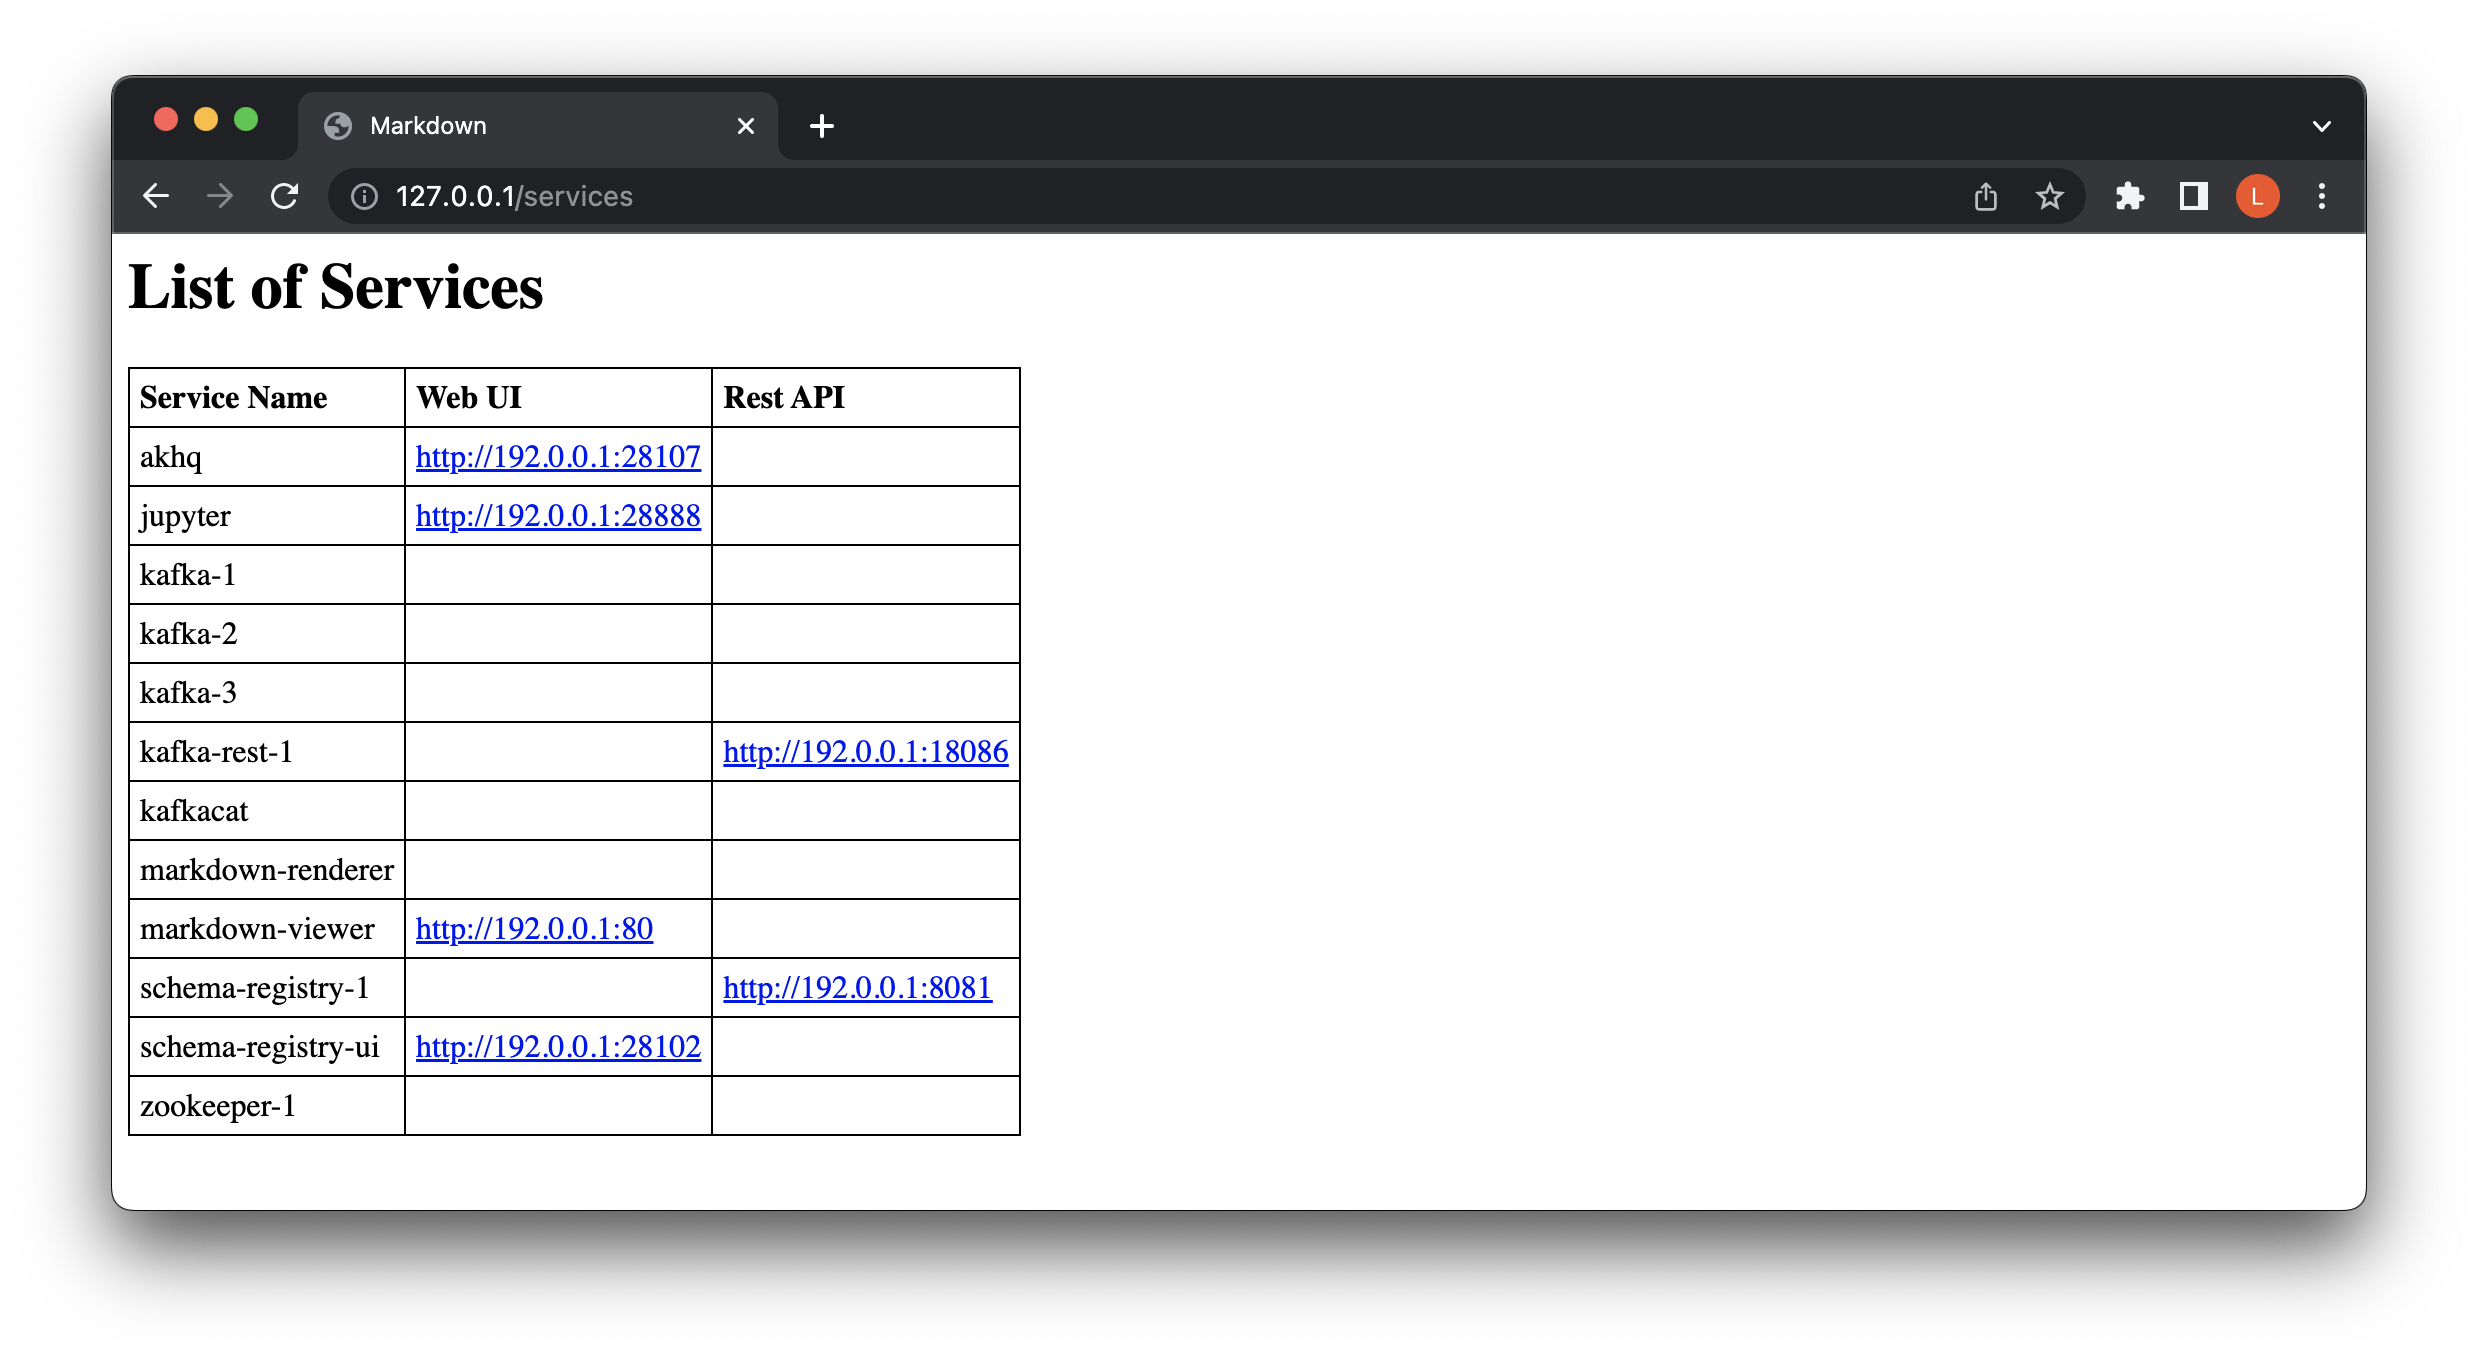 Markdown
127.0.0.1/services
L
List of Services
Service Name Web UI Rest API
akhq http://192.0.0.1:28107
jupyter http://192.0.0.1:28888
kafka-1
kafka-2
kafka-3
kafka-rest-1 http://192.0.0.1:18086
kafkacat
markdown-renderer
markdown-viewer http://192.0.0.1:80
schema-registry-1 http://192.0.0.1:8081
schema-registry-ui http://192.0.0.1:28102
zookeeper-1